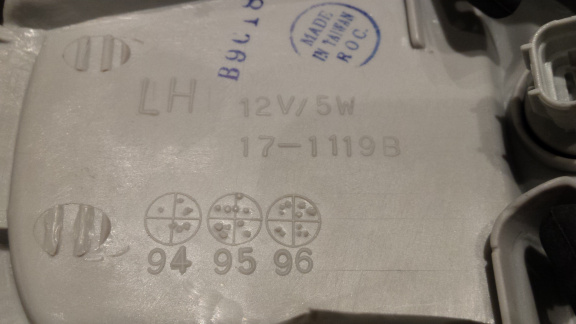 MADE
IN TAIWAN
R O C.
LH
12V/5W
17-1119B
94 95 96